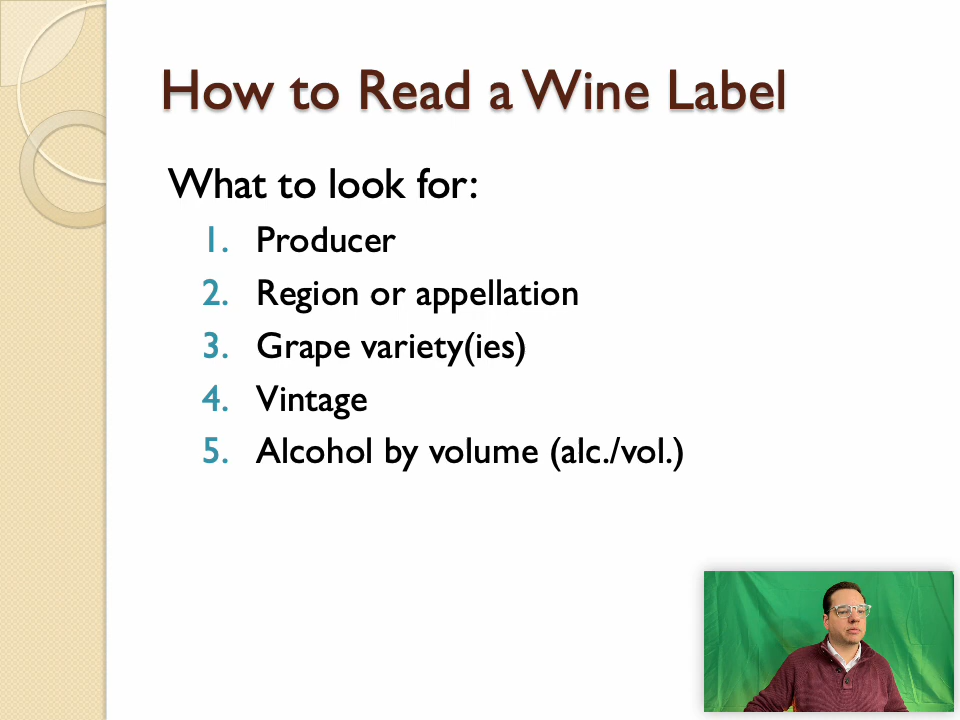 How to Read a Wine Label
What to look for:
1. Producer
2. Region or appellation
3. Grape variety(ies)
4. Vintage
5. Alcohol by volume (alc./vol.)